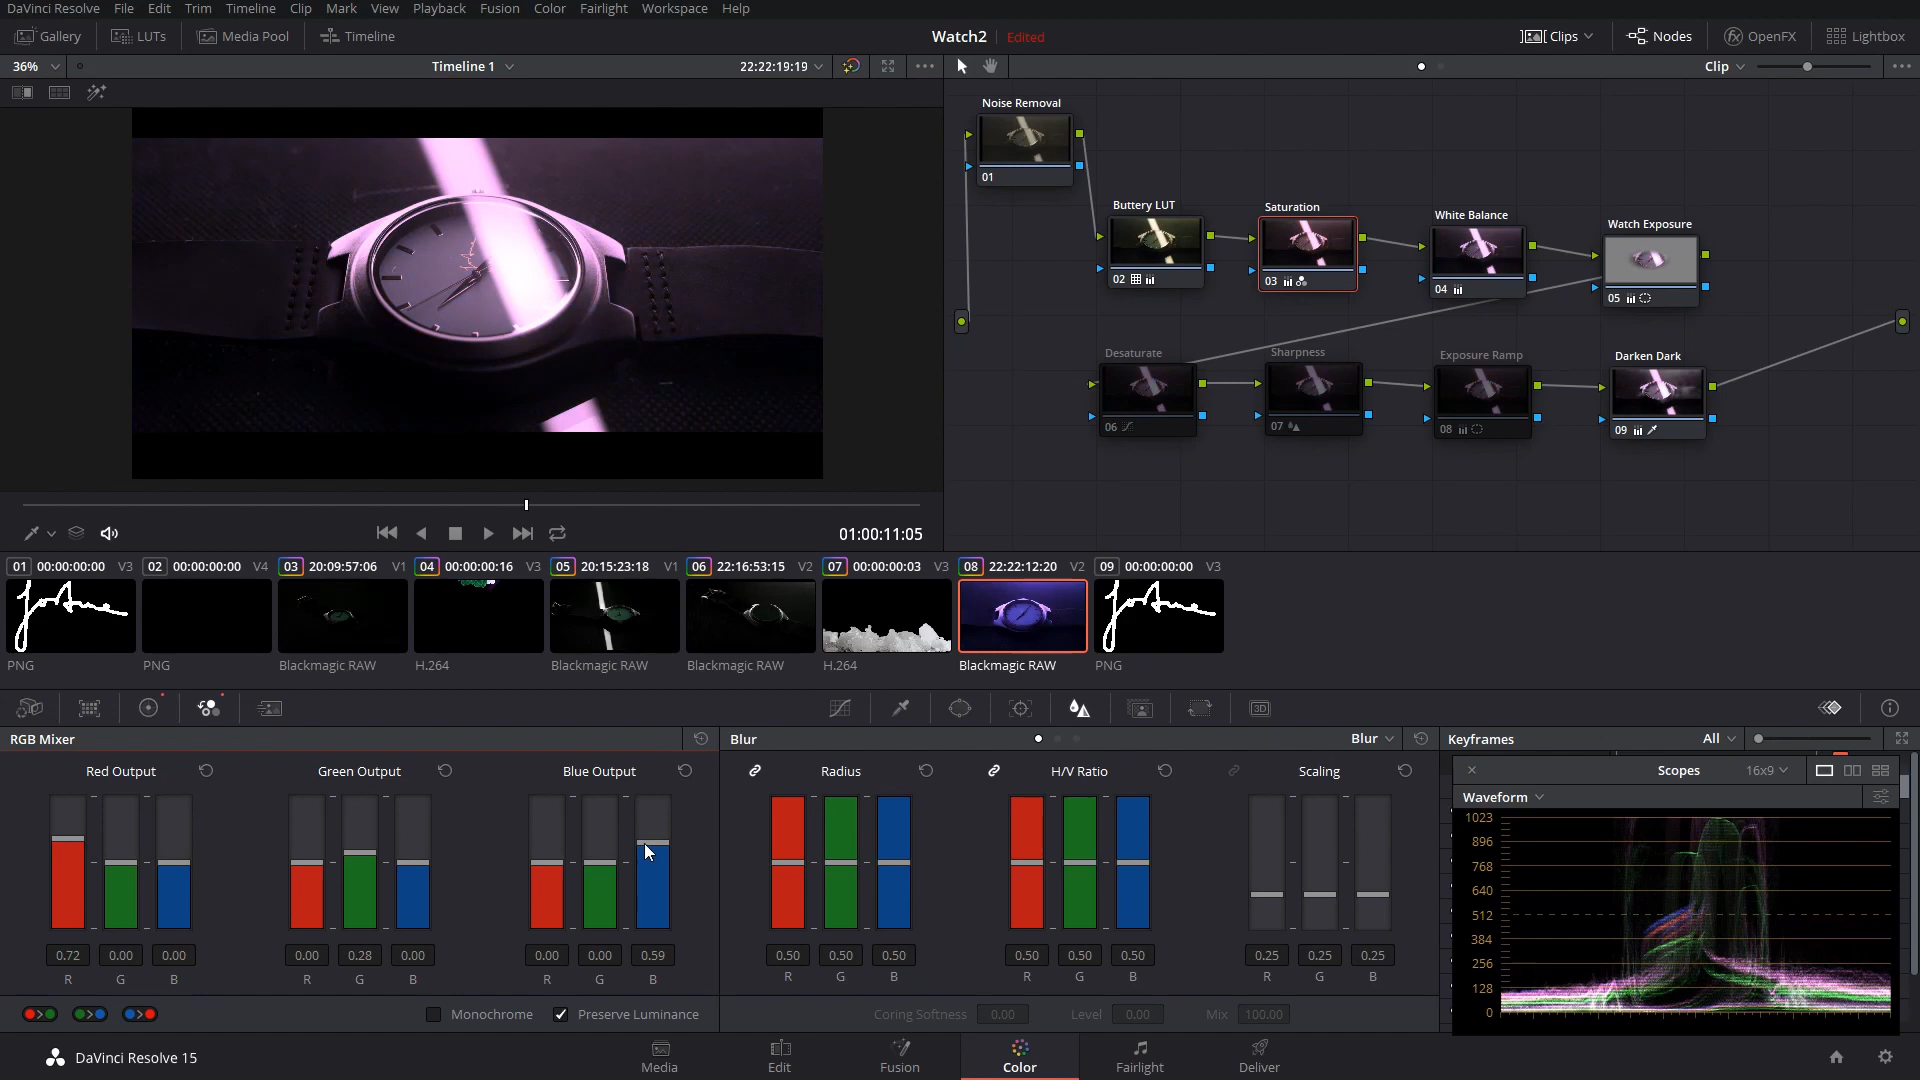 DaVinci Resolve File Edit Trim Timeline Clip Mark View Playback Fusion Color Fairlight Workspace Help
Gallery LUTs Media Pool Timeline Watch2 Edited Clips Nodes OpenFX Lightbox
36% Timeline 1 22:22:19:19 Clip
Noise Removal
01
Buttery LUT Saturation White Balance Watch Exposure
02 03 04 05
Desaturate Sharpness Exposure Ramp Darken Dark
06 07 08 09
01:00:11:05
01 00:00:00:00 V3 02 00:00:00:00 V4 03 20:09:57:06 V1 04 00:00:00:16 V3 05 20:15:23:18 V1 06 22:16:53:15 V2 07 00:00:00:03 V3 08 22:22:12:20 V2 09 00:00:00:00 V3
PNG PNG Blackmagic RAW H.264 Blackmagic RAW Blackmagic RAW H.264 Blackmagic RAW PNG
3D
RGB Mixer Blur Blur Keyframes All
Red Output Green Output Blue Output Radius H/V Ratio Scaling Scopes 16x9
Waveform
1023
896
768
640
512
384
256
128
0
0.72 0.00 0.00 0.00 0.28 0.00 0.00 0.00 0.59 0.50 0.50 0.50 0.50 0.50 0.50 0.25 0.25 0.25
R G B R G B R G B R G B R G B R G B
Monochrome Preserve Luminance Coring Softness 0.00 Level 0.00 Mix 100.00
DaVinci Resolve 15 Media Edit Fusion Color Fairlight Deliver